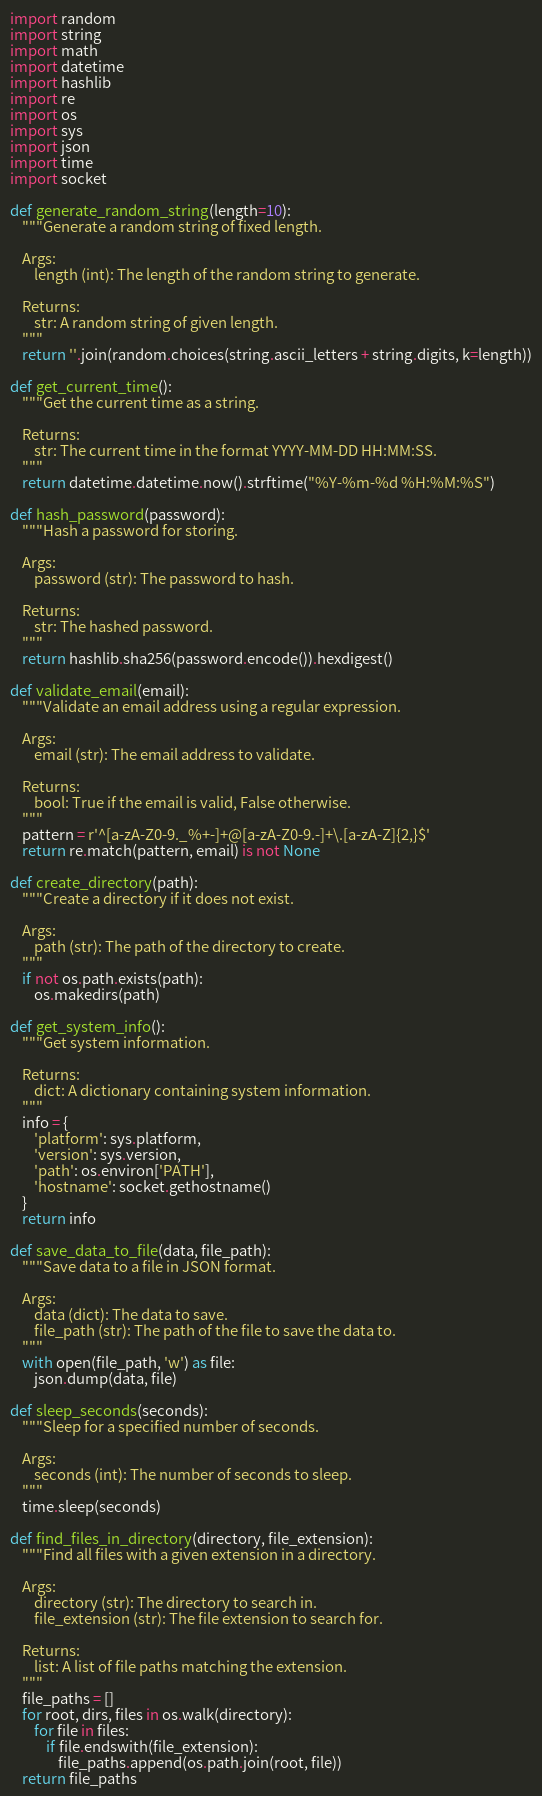 import random
import string
import math
import datetime
import hashlib
import re
import os
import sys
import json
import time
import socket

def generate_random_string(length=10):
    """Generate a random string of fixed length.

    Args:
        length (int): The length of the random string to generate.

    Returns:
        str: A random string of given length.
    """
    return ''.join(random.choices(string.ascii_letters + string.digits, k=length))

def get_current_time():
    """Get the current time as a string.

    Returns:
        str: The current time in the format YYYY-MM-DD HH:MM:SS.
    """
    return datetime.datetime.now().strftime("%Y-%m-%d %H:%M:%S")

def hash_password(password):
    """Hash a password for storing.

    Args:
        password (str): The password to hash.

    Returns:
        str: The hashed password.
    """
    return hashlib.sha256(password.encode()).hexdigest()

def validate_email(email):
    """Validate an email address using a regular expression.

    Args:
        email (str): The email address to validate.

    Returns:
        bool: True if the email is valid, False otherwise.
    """
    pattern = r'^[a-zA-Z0-9._%+-]+@[a-zA-Z0-9.-]+\.[a-zA-Z]{2,}$'
    return re.match(pattern, email) is not None

def create_directory(path):
    """Create a directory if it does not exist.

    Args:
        path (str): The path of the directory to create.
    """
    if not os.path.exists(path):
        os.makedirs(path)

def get_system_info():
    """Get system information.

    Returns:
        dict: A dictionary containing system information.
    """
    info = {
        'platform': sys.platform,
        'version': sys.version,
        'path': os.environ['PATH'],
        'hostname': socket.gethostname()
    }
    return info

def save_data_to_file(data, file_path):
    """Save data to a file in JSON format.

    Args:
        data (dict): The data to save.
        file_path (str): The path of the file to save the data to.
    """
    with open(file_path, 'w') as file:
        json.dump(data, file)

def sleep_seconds(seconds):
    """Sleep for a specified number of seconds.

    Args:
        seconds (int): The number of seconds to sleep.
    """
    time.sleep(seconds)

def find_files_in_directory(directory, file_extension):
    """Find all files with a given extension in a directory.

    Args:
        directory (str): The directory to search in.
        file_extension (str): The file extension to search for.

    Returns:
        list: A list of file paths matching the extension.
    """
    file_paths = []
    for root, dirs, files in os.walk(directory):
        for file in files:
            if file.endswith(file_extension):
                file_paths.append(os.path.join(root, file))
    return file_paths